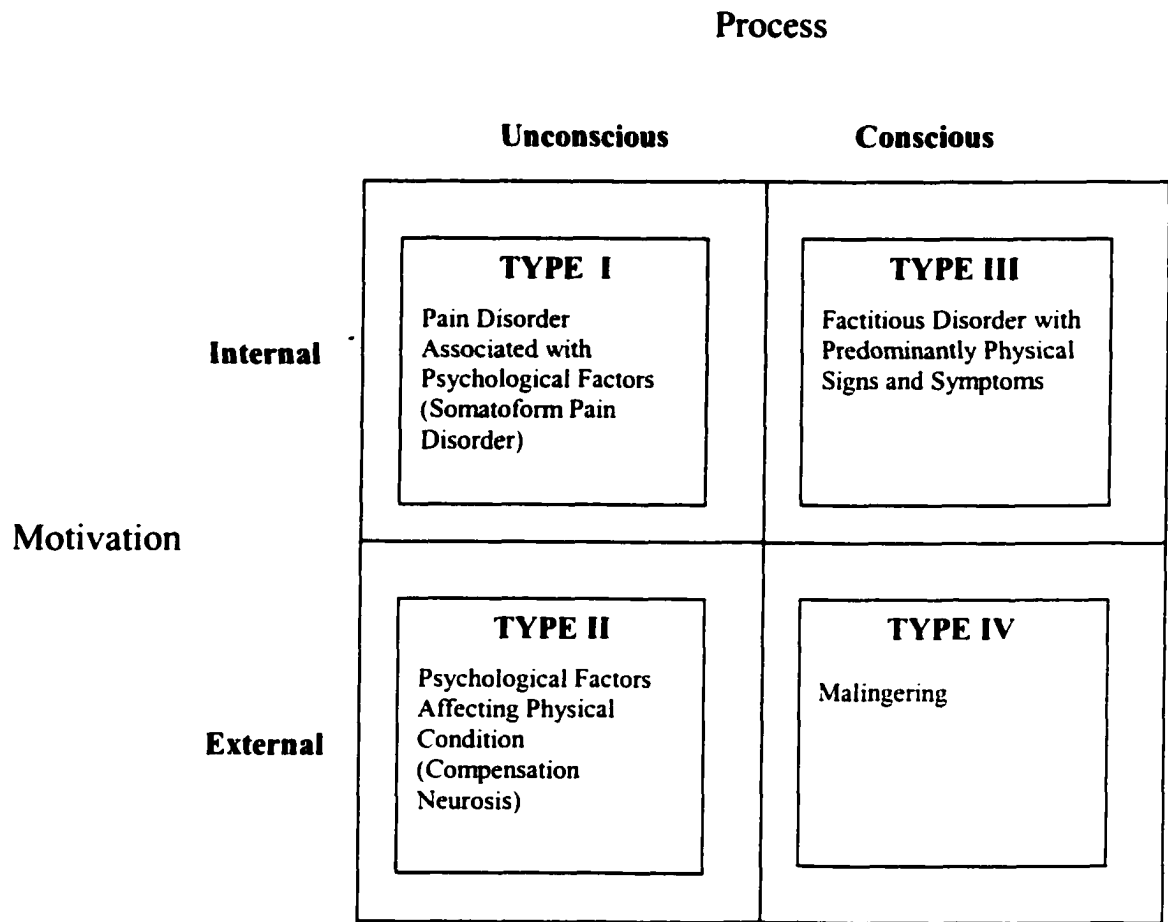 Process
Unconscious
Conscious
Motivation
Internal
TYPE I
Pain Disorder
Associated with
Psychological Factors
(Somatoform Pain
Disorder)
TYPE III
Factitious Disorder with
Predominantly Physical
Signs and Symptoms
External
TYPE II
Psychological Factors
Affecting Physical
Condition
(Compensation
Neurosis)
TYPE IV
Malingering